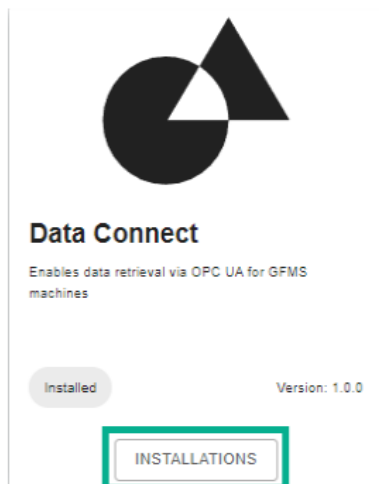 Data Connect
Enables data retrieval via OPC UA for GFMS
machines
Installed
Version: 1.0.0
INSTALLATIONS